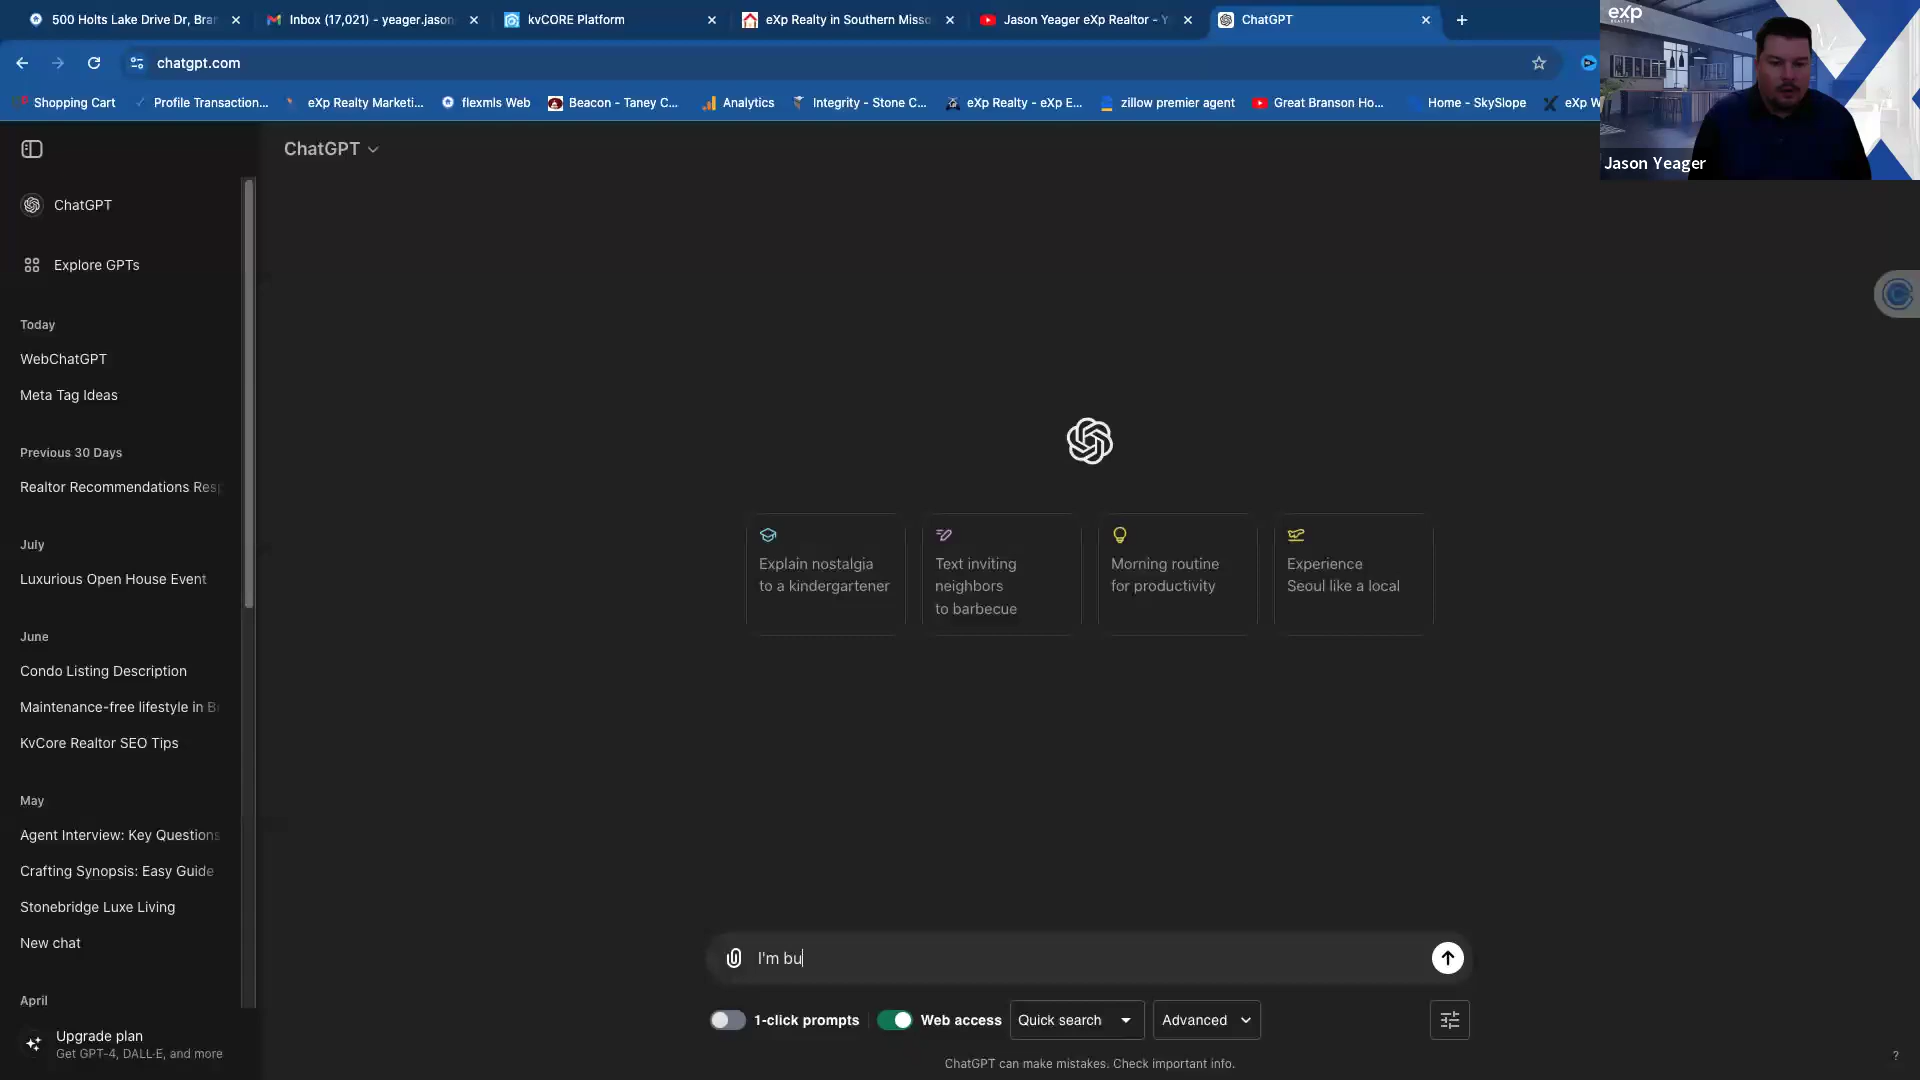 500 Holts Lake Drive Dr, Bran
Inbox (17,021) - yeager.jason
kvCORE Platform
eXp Realty in Southern Misso
Jason Yeager eXp Realtor - Y
ChatGPT
chatgpt.com
Shopping Cart
Profile Transaction...
eXp Realty Marketi...
flexmls Web
Beacon - Taney C...
Analytics
Integrity - Stone C...
eXp Realty - eXp E...
zillow premier agent
Great Branson Ho...
Home - SkySlope
eXp W
eXp
REALTY
Jason Yeager
ChatGPT
ChatGPT
Explore GPTs
Today
WebChatGPT
Meta Tag Ideas
Previous 30 Days
Realtor Recommendations Resp
July
Luxurious Open House Event
June
Condo Listing Description
Maintenance-free lifestyle in Br
KvCore Realtor SEO Tips
May
Agent Interview: Key Questions
Crafting Synopsis: Easy Guide
Stonebridge Luxe Living
New chat
April
Upgrade plan
Get GPT-4, DALL·E, and more
Explain nostalgia
to a kindergartener
Text inviting
neighbors
to barbecue
Morning routine
for productivity
Experience
Seoul like a local
I'm bu
1-click prompts
Web access
Quick search
Advanced
ChatGPT can make mistakes. Check important info.
?